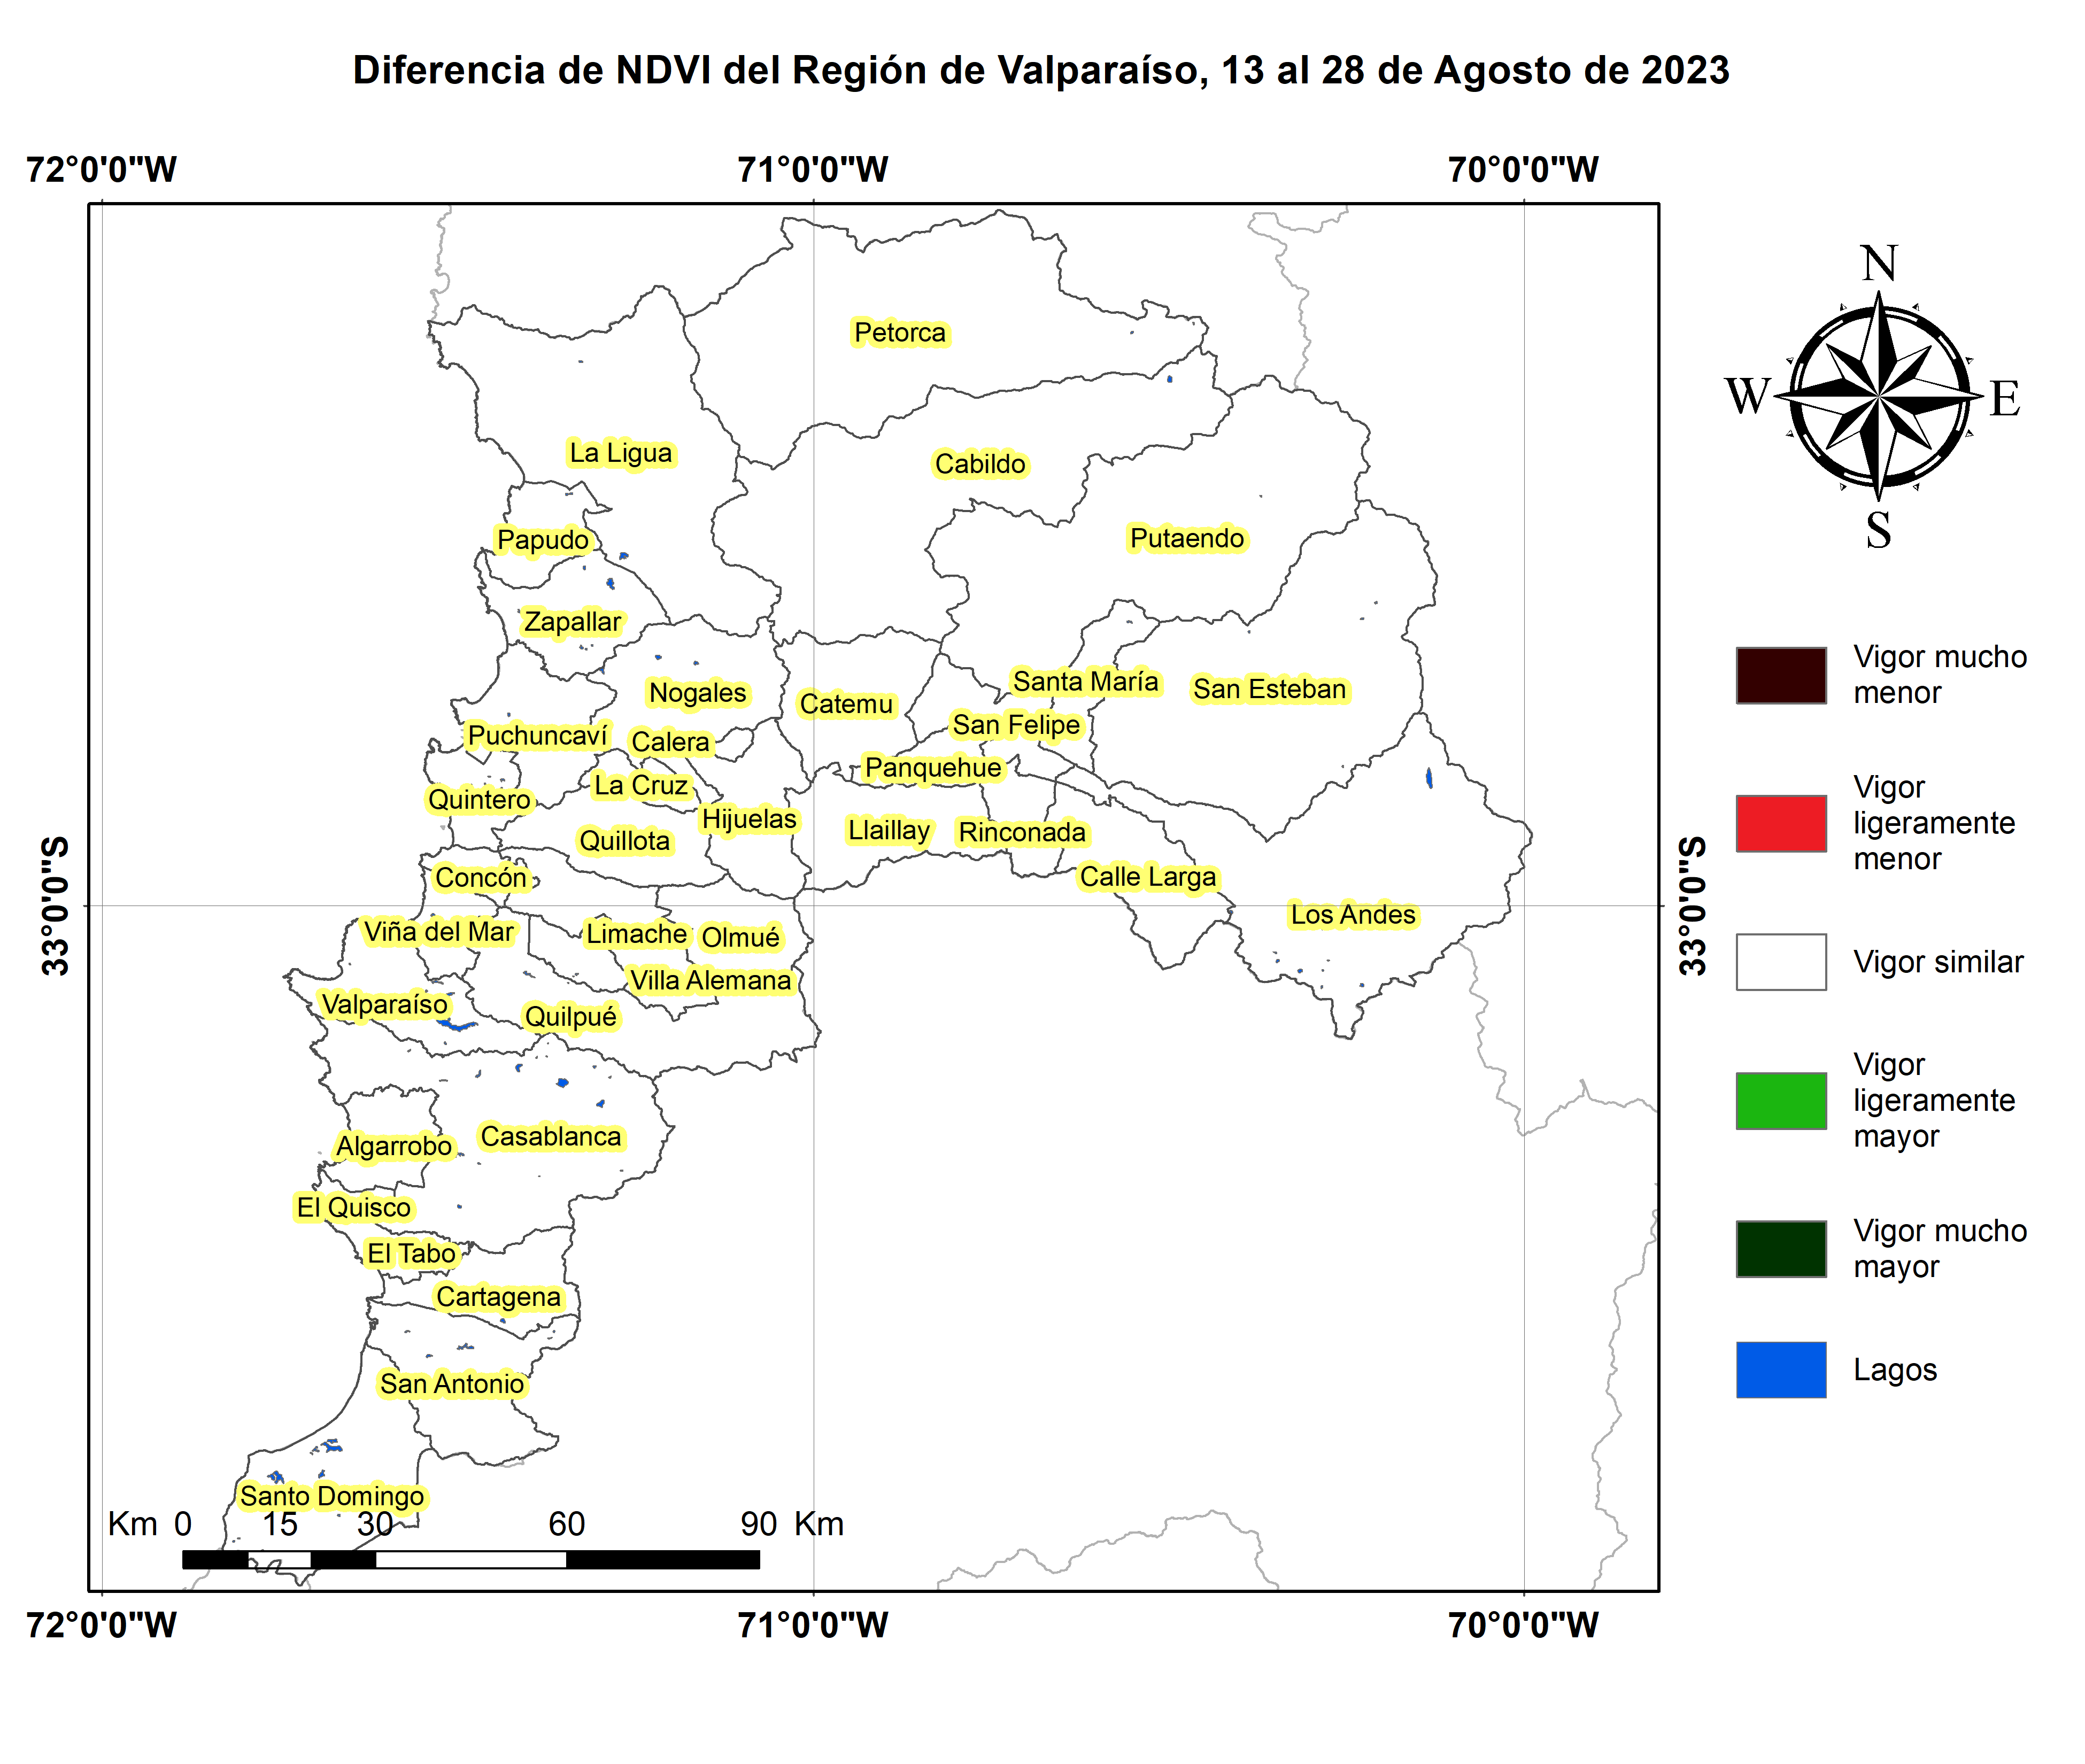 Diferencia de NDVI del Región de Valparaíso, 13 al 28 de Agosto de 2023
72°0'0"W 71°0'0"W 70°0'0"W
N
W E
S
Petorca
La Ligua
Cabildo
Papudo
Putaendo
Zapallar
Santa María
San Esteban
Nogales
Catemu
San Felipe
Puchuncaví
Calera
Panquehue
La Cruz
Quintero
Hijuelas
Llaillay
Rinconada
Quillota
Concón
Calle Larga
Los Andes
Viña del Mar
Limache
Olmué
Villa Alemana
Valparaíso
Quilpué
Casablanca
Algarrobo
El Quisco
El Tabo
Cartagena
San Antonio
Santo Domingo
33°0'0"S
33°0'0"S
Km 0 15 30 60 90 Km
72°0'0"W 71°0'0"W 70°0'0"W
Vigor mucho
menor
Vigor
ligeramente
menor
Vigor similar
Vigor
ligeramente
mayor
Vigor mucho
mayor
Lagos